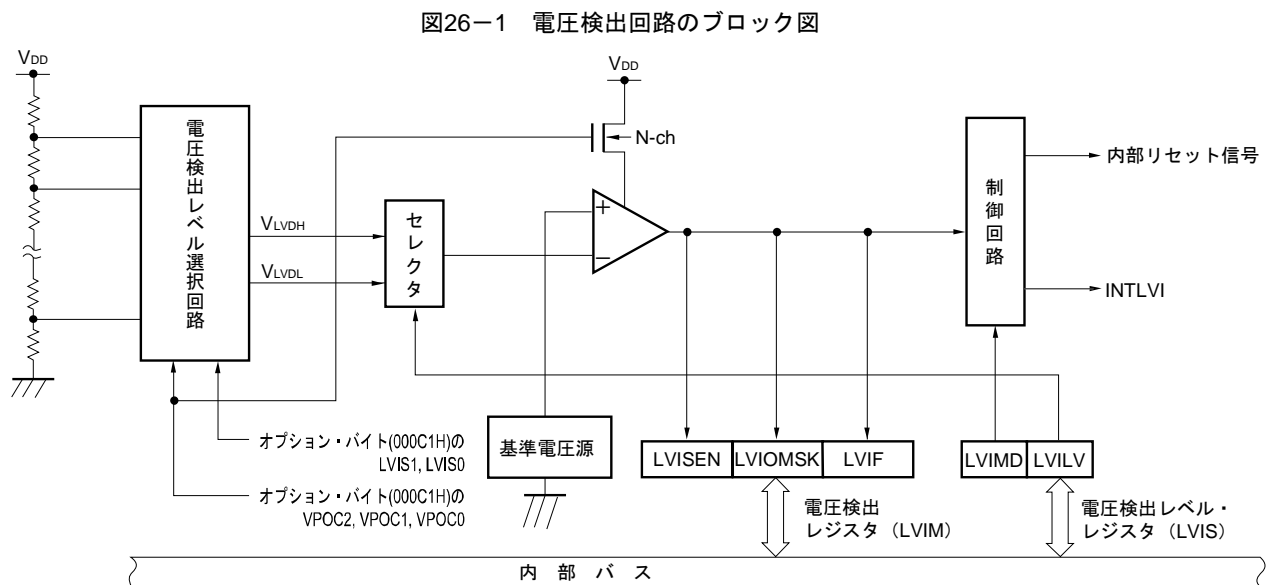 図26－1　電圧検出回路のブロック図
VDD
VDD
電圧検出レベル選択回路
N-ch
内部リセット信号
制御回路
VLVDH
セレクタ
+
VLVDL
−
INTLVI
オプション・バイト(000C1H)の
LVIS1, LVIS0
基準電圧源
LVISEN LVIOMSK LVIF
LVIMD LVILV
オプション・バイト(000C1H)の
VPOC2, VPOC1, VPOC0
電圧検出
レジスタ（LVIM）
電圧検出レベル・
レジスタ（LVIS）
内 部 バ ス